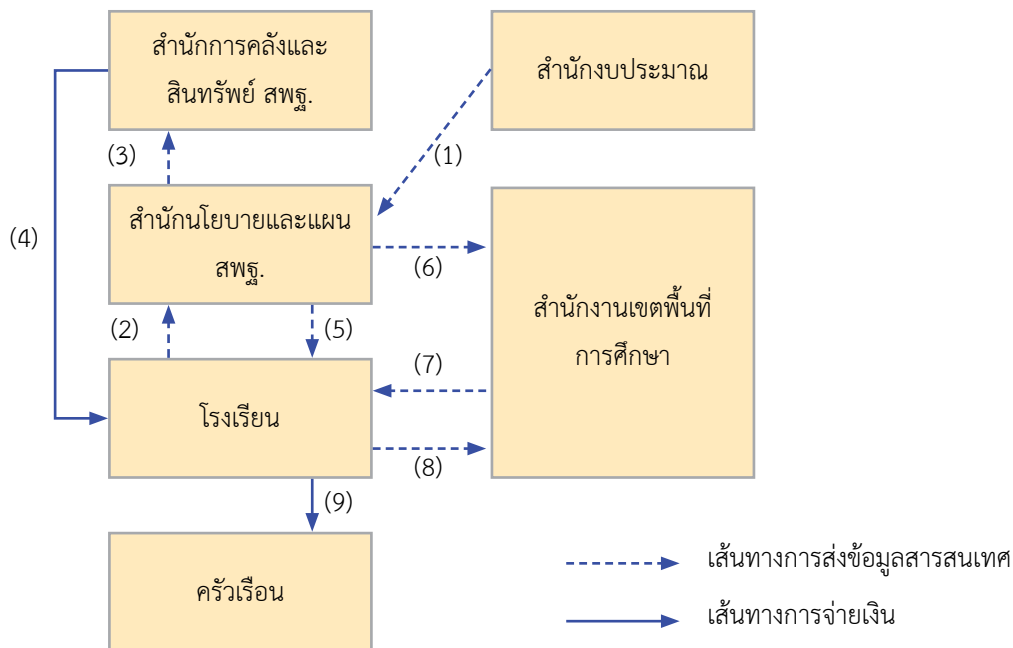 สำนักการคลังและ
สินทรัพย์ สพฐ.
สำนักงบประมาณ
(3)
(1)
สำนักนโยบายและแผน
สพฐ.
(4)
(6)
สำนักงานเขตพื้นที่
การศึกษา
(2)
(5)
(7)
โรงเรียน
(8)
(9)
ครัวเรือน
เส้นทางการส่งข้อมูลสารสนเทศ
เส้นทางการจ่ายเงิน